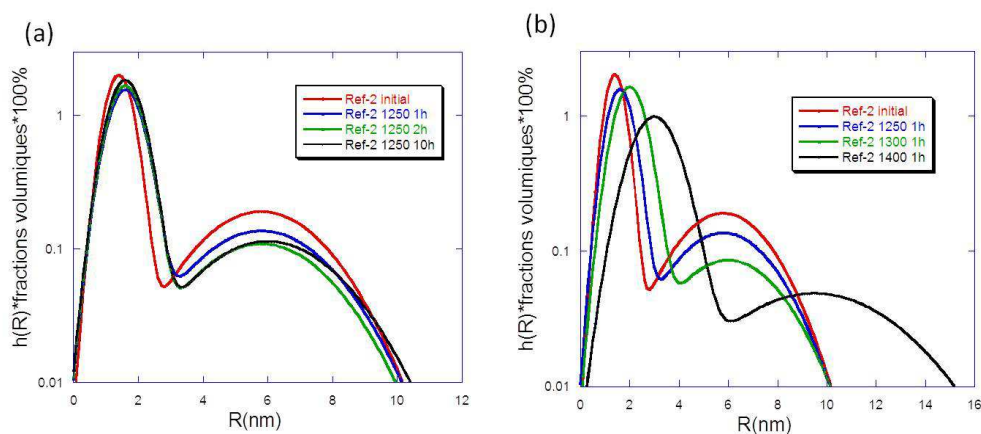 (a)
h(R)*fractions volumiques*100%
1
0.1
0.01
Ref-2 initial
Ref-2 1250 1h
Ref-2 1250 2h
Ref-2 1250 10h
0 2 4 6 8 10 12
R(nm)
(b)
h(R)*fractions volumiques*100%
1
0.1
0.01
Ref-2 initial
Ref-2 1250 1h
Ref-2 1300 1h
Ref-2 1400 1h
0 2 4 6 8 10 12 14 16
R(nm)